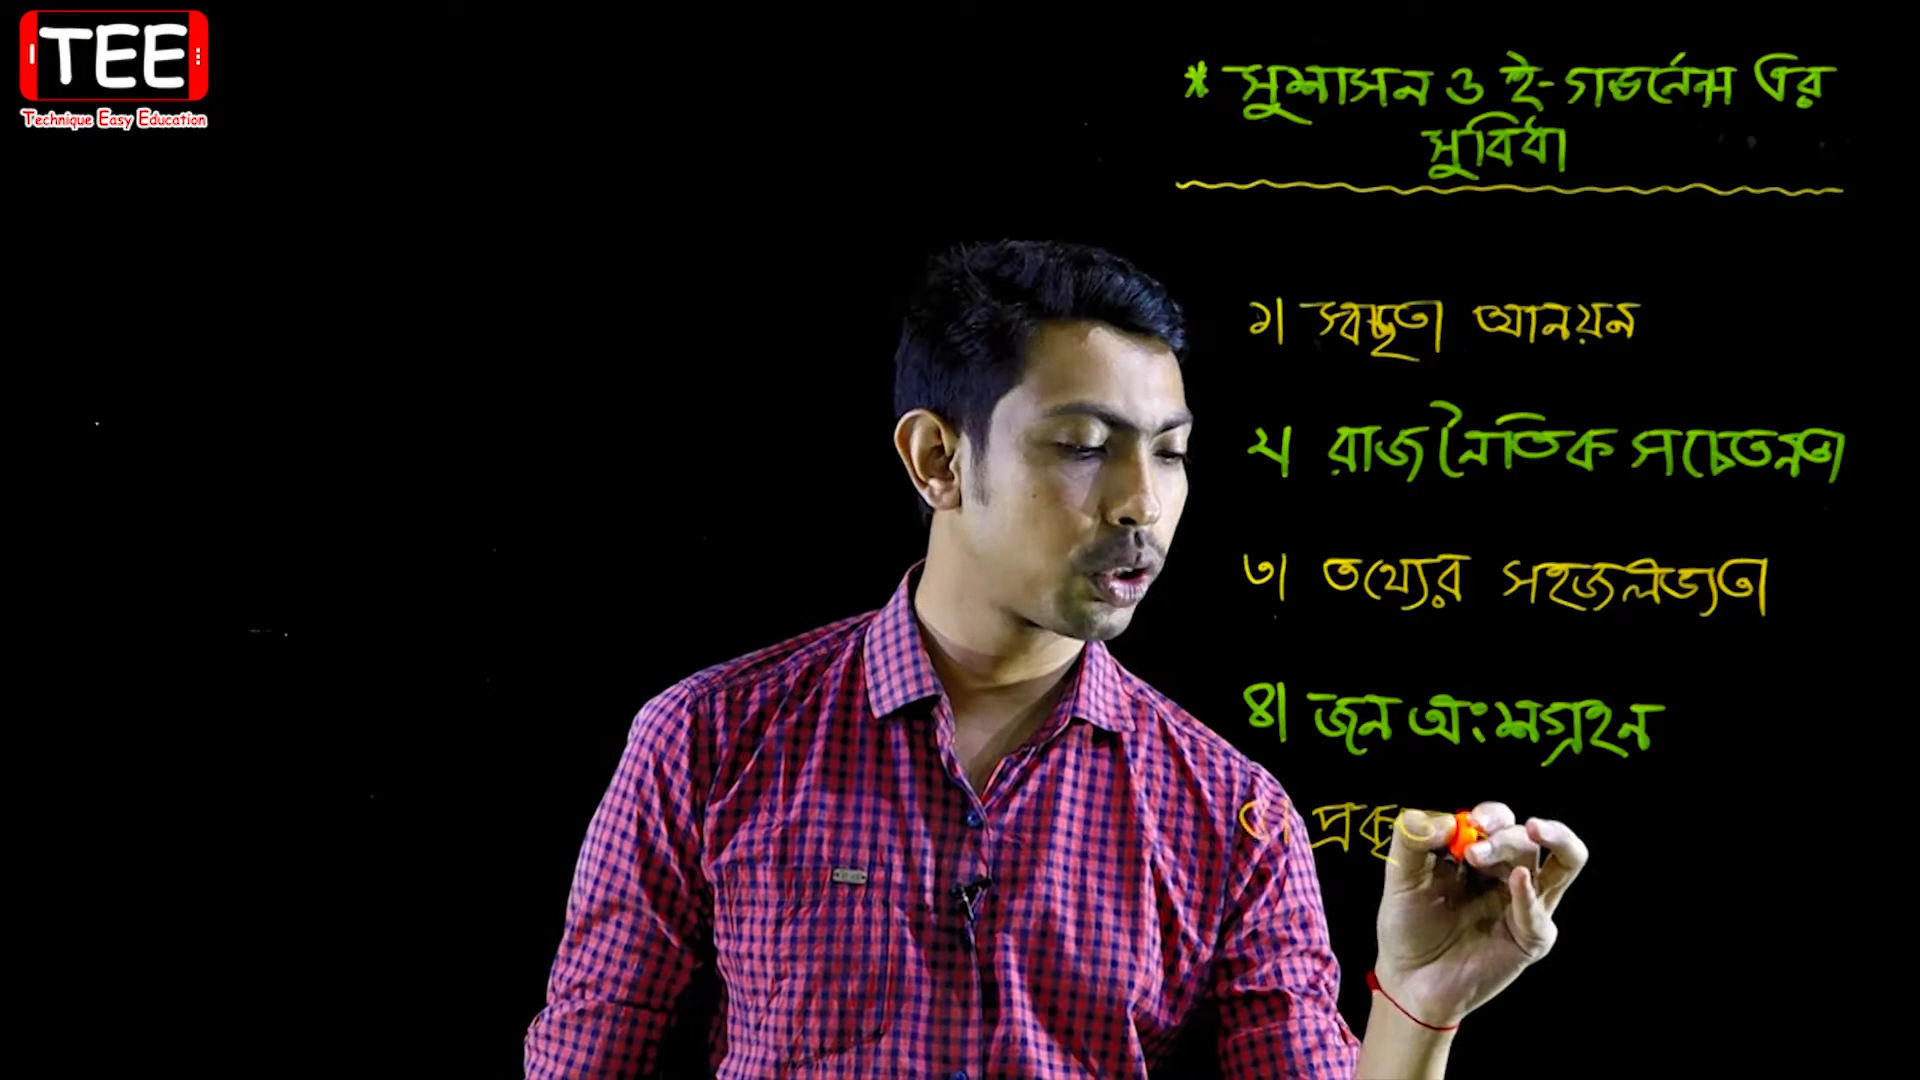 TEE
Technique Easy Education
* সুশাসন ও ই-গভর্নেন্স এর
সুবিধা
১। স্বচ্ছতা আনয়ন
২। রাজনৈতিক সচেতনতা
৩। তথ্যের সহজলভ্যতা
৪। জন অংশগ্রহন
৫। প্রকৃত